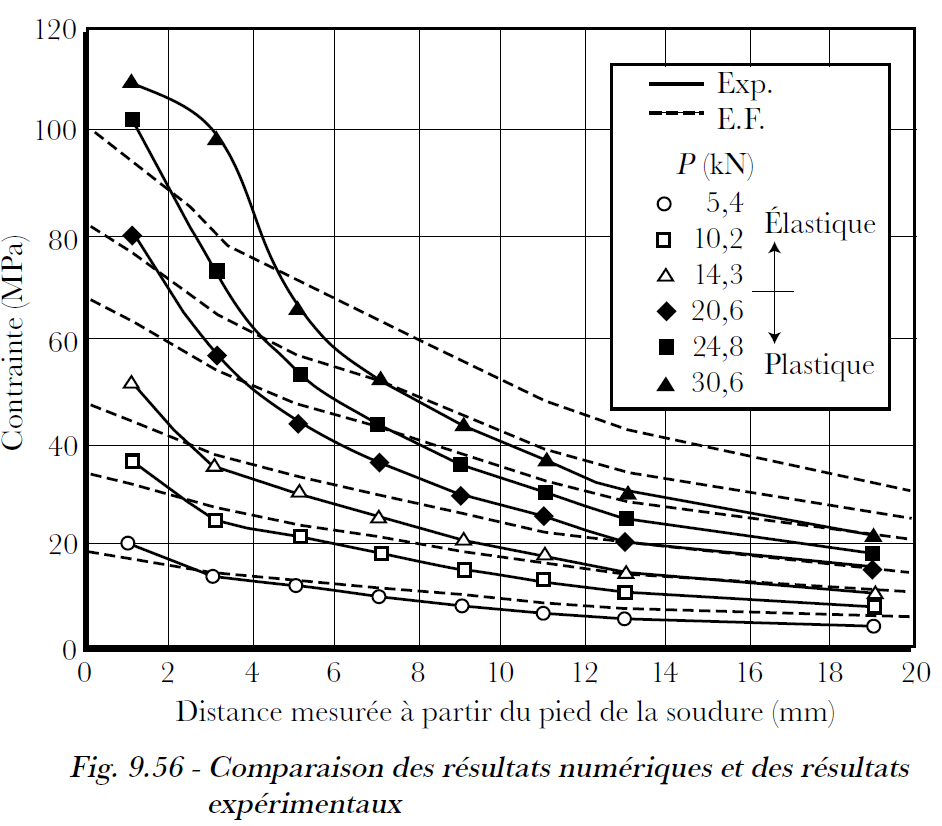 120
100
80
60
40
20
0
Contrainte (MPa)
Exp.
E.F.
P (kN)
5,4
10,2
14,3
20,6
24,8
30,6
Élastique
Plastique
0 2 4 6 8 10 12 14 16 18 20
Distance mesurée à partir du pied de la soudure (mm)
Fig. 9.56 - Comparaison des résultats numériques et des résultats
expérimentaux